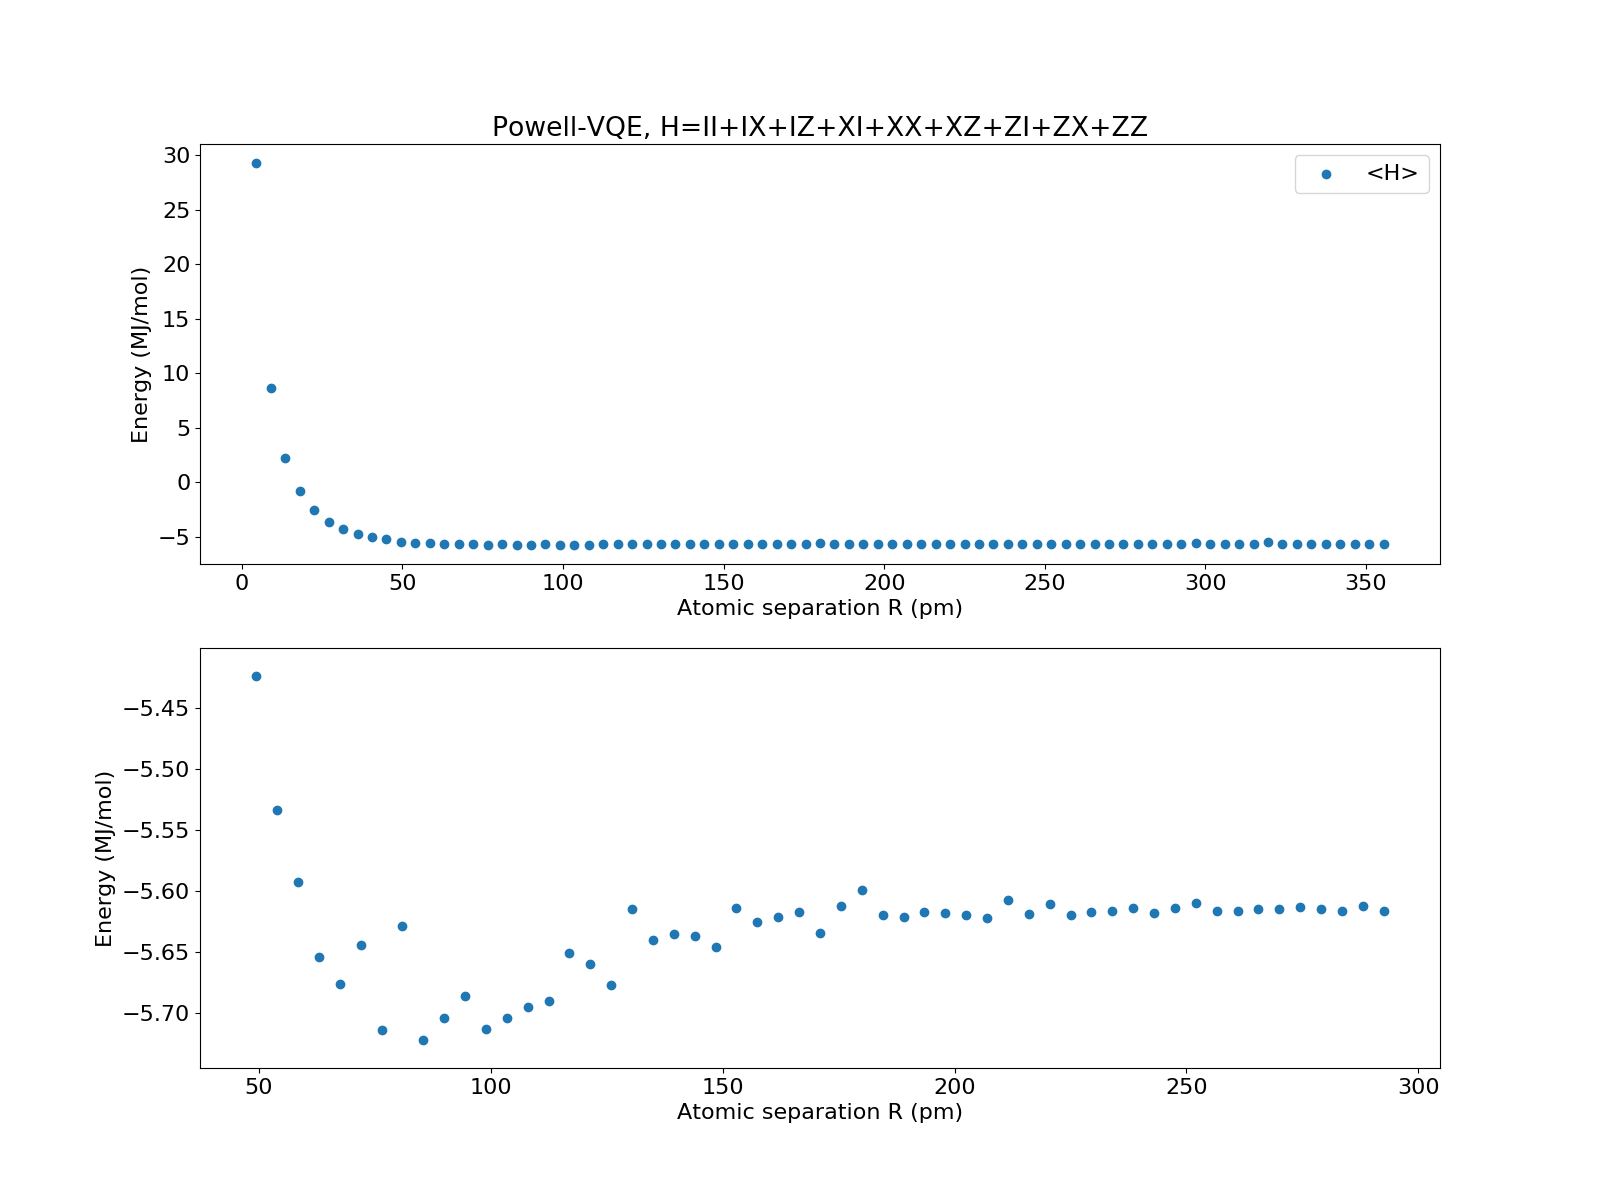 Powell-VQE, H=II+IX+IZ+XI+XX+XZ+ZI+ZX+ZZ
30
25
20
15
10
5
0
−5
Energy (MJ/mol)
<H>
0 50 100 150 200 250 300 350
Atomic separation R (pm)
−5.45
−5.50
−5.55
−5.60
−5.65
−5.70
Energy (MJ/mol)
50 100 150 200 250 300
Atomic separation R (pm)